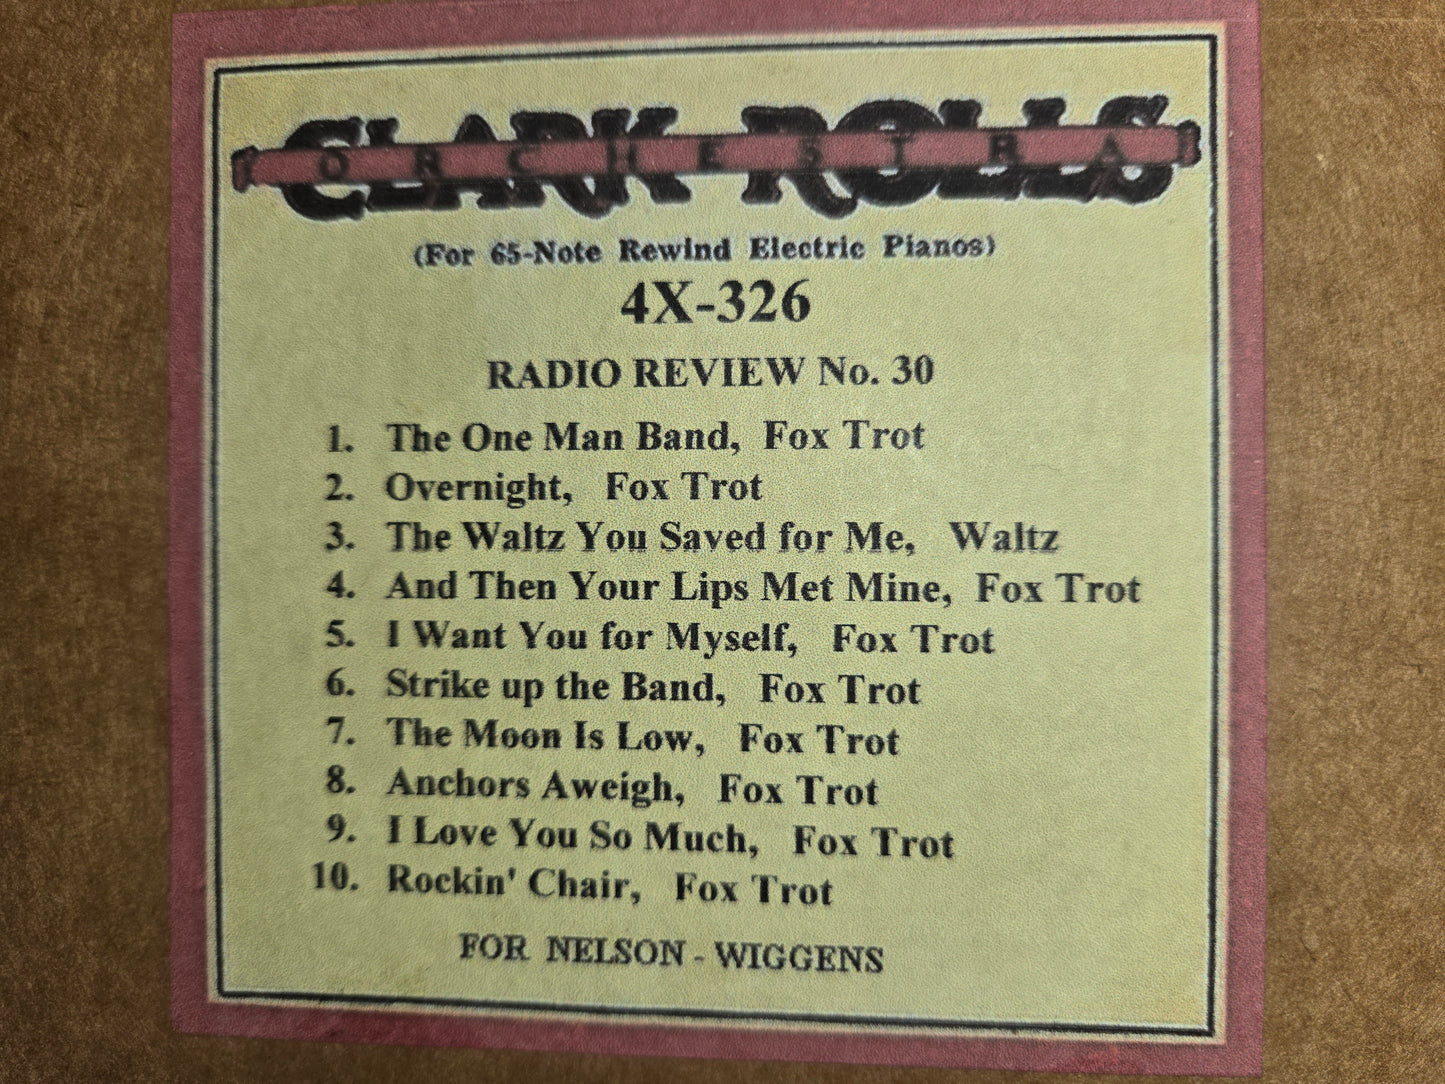 CLARK ROLLS
ORCHESTRA
(For 65-Note Rewind Electric Pianos)
4X-326
RADIO REVIEW No. 30
1. The One Man Band, Fox Trot
2. Overnight, Fox Trot
3. The Waltz You Saved for Me, Waltz
4. And Then Your Lips Met Mine, Fox Trot
5. I Want You for Myself, Fox Trot
6. Strike up the Band, Fox Trot
7. The Moon Is Low, Fox Trot
8. Anchors Aweigh, Fox Trot
9. I Love You So Much, Fox Trot
10. Rockin' Chair, Fox Trot
FOR NELSON - WIGGENS